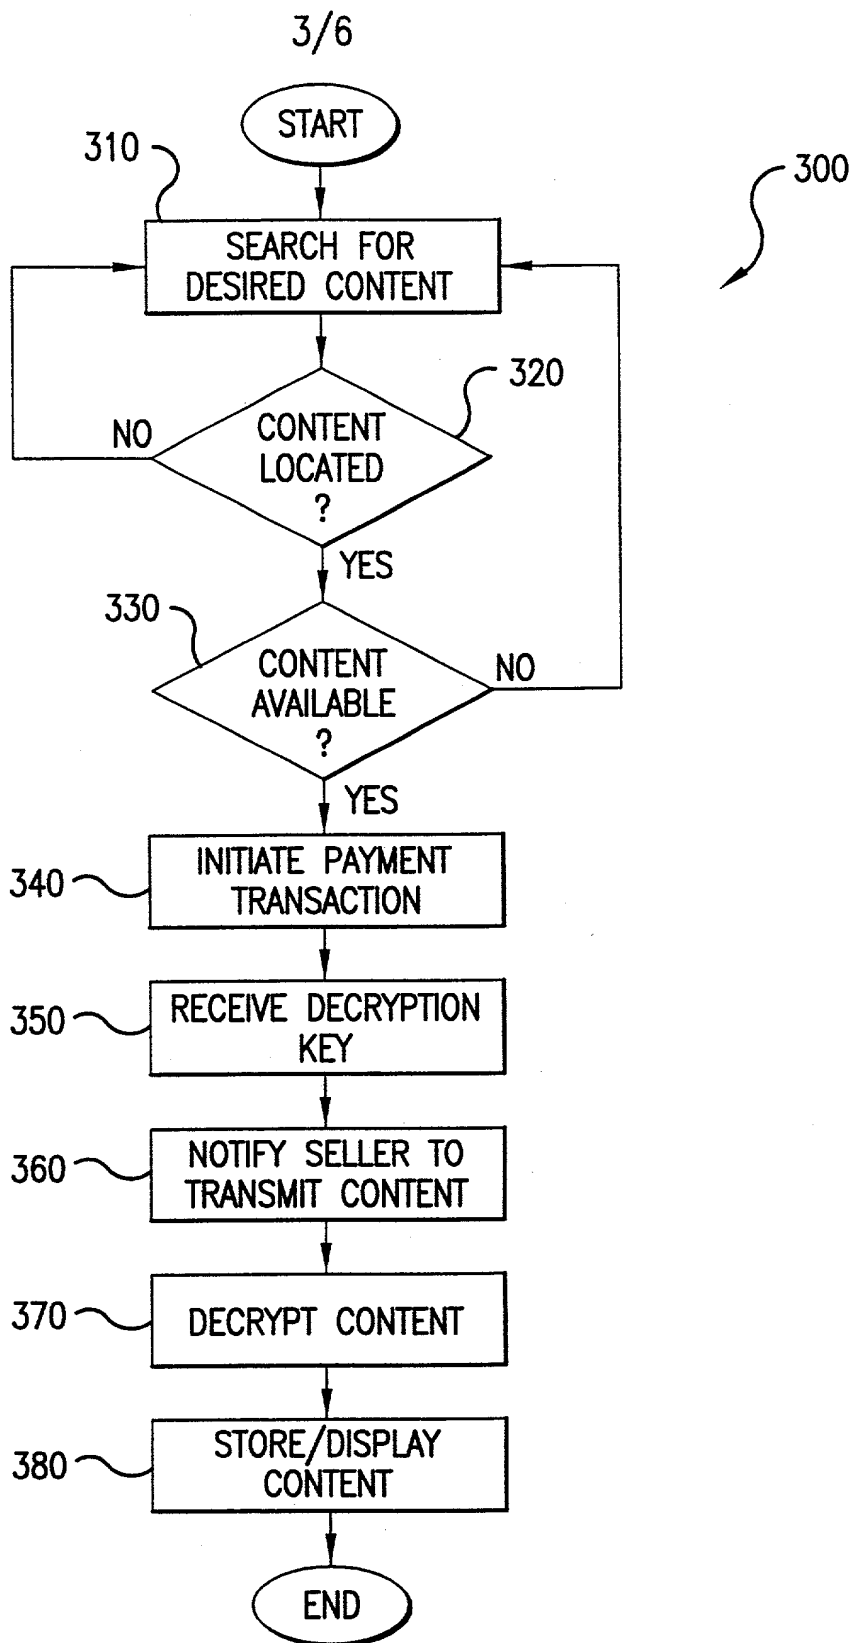 3/6
START
310
300
SEARCH FOR
DESIRED CONTENT
320
NO
CONTENT
LOCATED
?
YES
330
CONTENT
AVAILABLE
?
NO
YES
340
INITIATE PAYMENT
TRANSACTION
350
RECEIVE DECRYPTION
KEY
360
NOTIFY SELLER TO
TRANSMIT CONTENT
370
DECRYPT CONTENT
380
STORE/DISPLAY
CONTENT
END